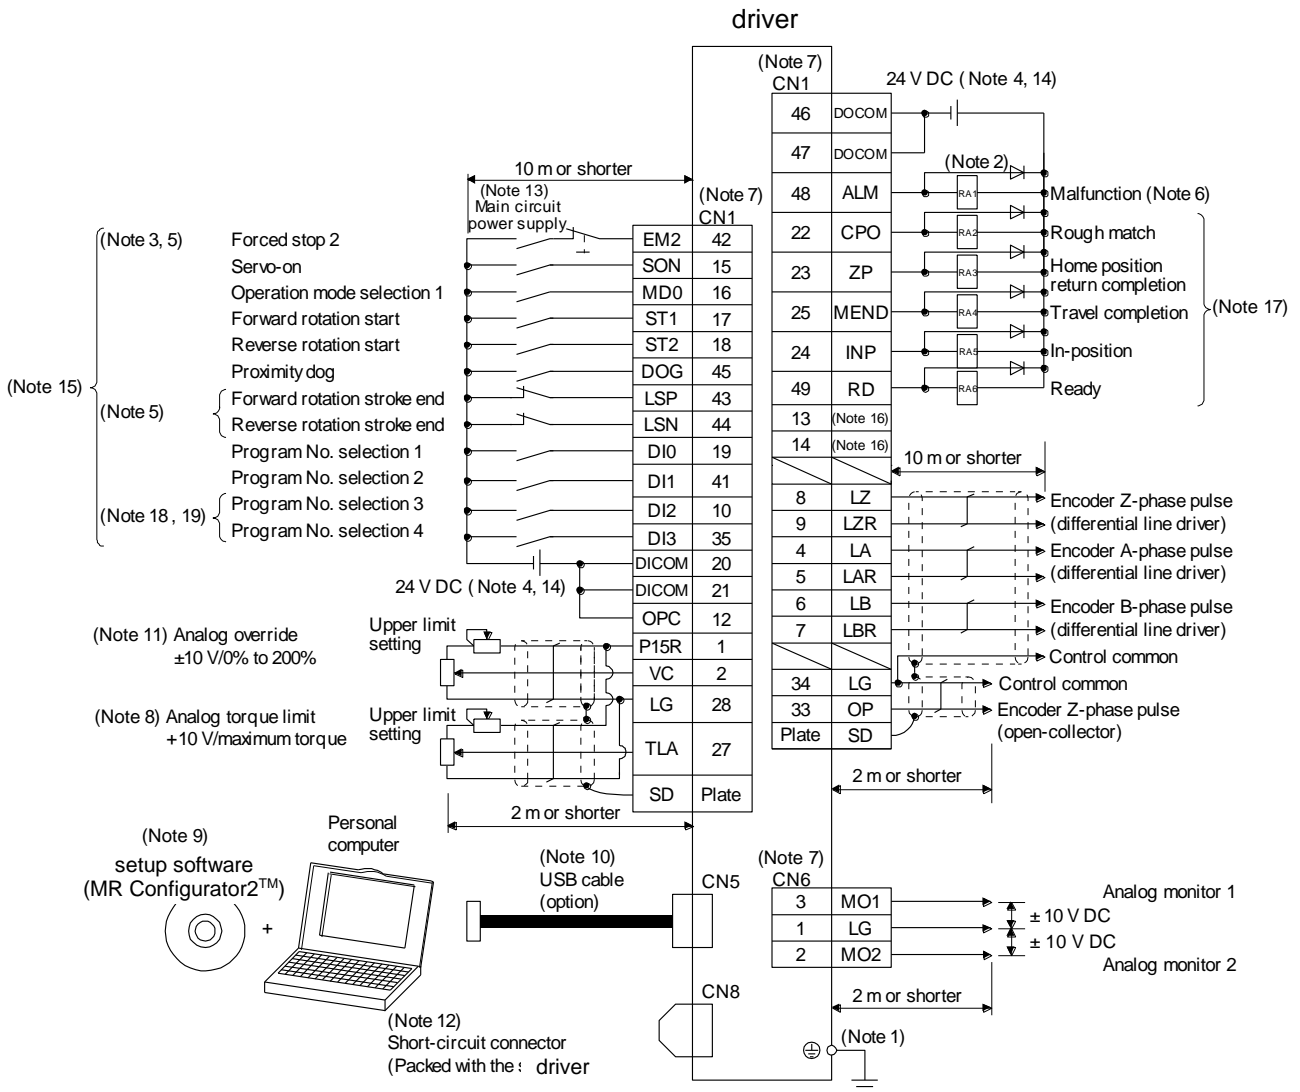 driver
(Note 7)
CN1
24 V DC ( Note 4, 14)
46 DOCOM
47 DOCOM
(Note 2)
48 ALM RA1 Malfunction (Note 6)
22 CPO RA2 Rough match
23 ZP RA3 Home position
return completion
25 MEND RA4 Travel completion
(Note 17)
24 INP RA5 In-position
49 RD RA6 Ready
13 (Note 16)
14 (Note 16)
10 m or shorter
8 LZ Encoder Z-phase pulse
9 LZR (differential line driver)
4 LA Encoder A-phase pulse
5 LAR (differential line driver)
6 LB Encoder B-phase pulse
7 LBR (differential line driver)
Control common
34 LG Control common
33 OP Encoder Z-phase pulse
(open-collector)
Plate SD
2 m or shorter
10 m or shorter
(Note 13)
Main circuit
power supply
(Note 7)
CN1
(Note 3, 5) Forced stop 2 EM2 42
Servo-on SON 15
Operation mode selection 1 MD0 16
Forward rotation start ST1 17
Reverse rotation start ST2 18
Proximity dog DOG 45
(Note 15)
(Note 5)
Forward rotation stroke end LSP 43
Reverse rotation stroke end LSN 44
Program No. selection 1 DI0 19
Program No. selection 2 DI1 41
(Note 18 , 19)
Program No. selection 3 DI2 10
Program No. selection 4 DI3 35
DICOM 20
24 V DC ( Note 4, 14)
DICOM 21
OPC 12
(Note 11) Analog override
±10 V/0% to 200%
Upper limit
setting
P15R 1
VC 2
LG 28
(Note 8) Analog torque limit
+10 V/maximum torque
Upper limit
setting
TLA 27
SD Plate
2 m or shorter
(Note 9)
setup software
(MR Configurator2TM)
+
Personal
computer
(Note 10)
USB cable
(option)
CN5
CN8
(Note 12)
Short-circuit connector
(Packed with the driver
(Note 7)
CN6
3 MO1 Analog monitor 1
± 10 V DC
1 LG
± 10 V DC
2 MO2 Analog monitor 2
2 m or shorter
(Note 1)